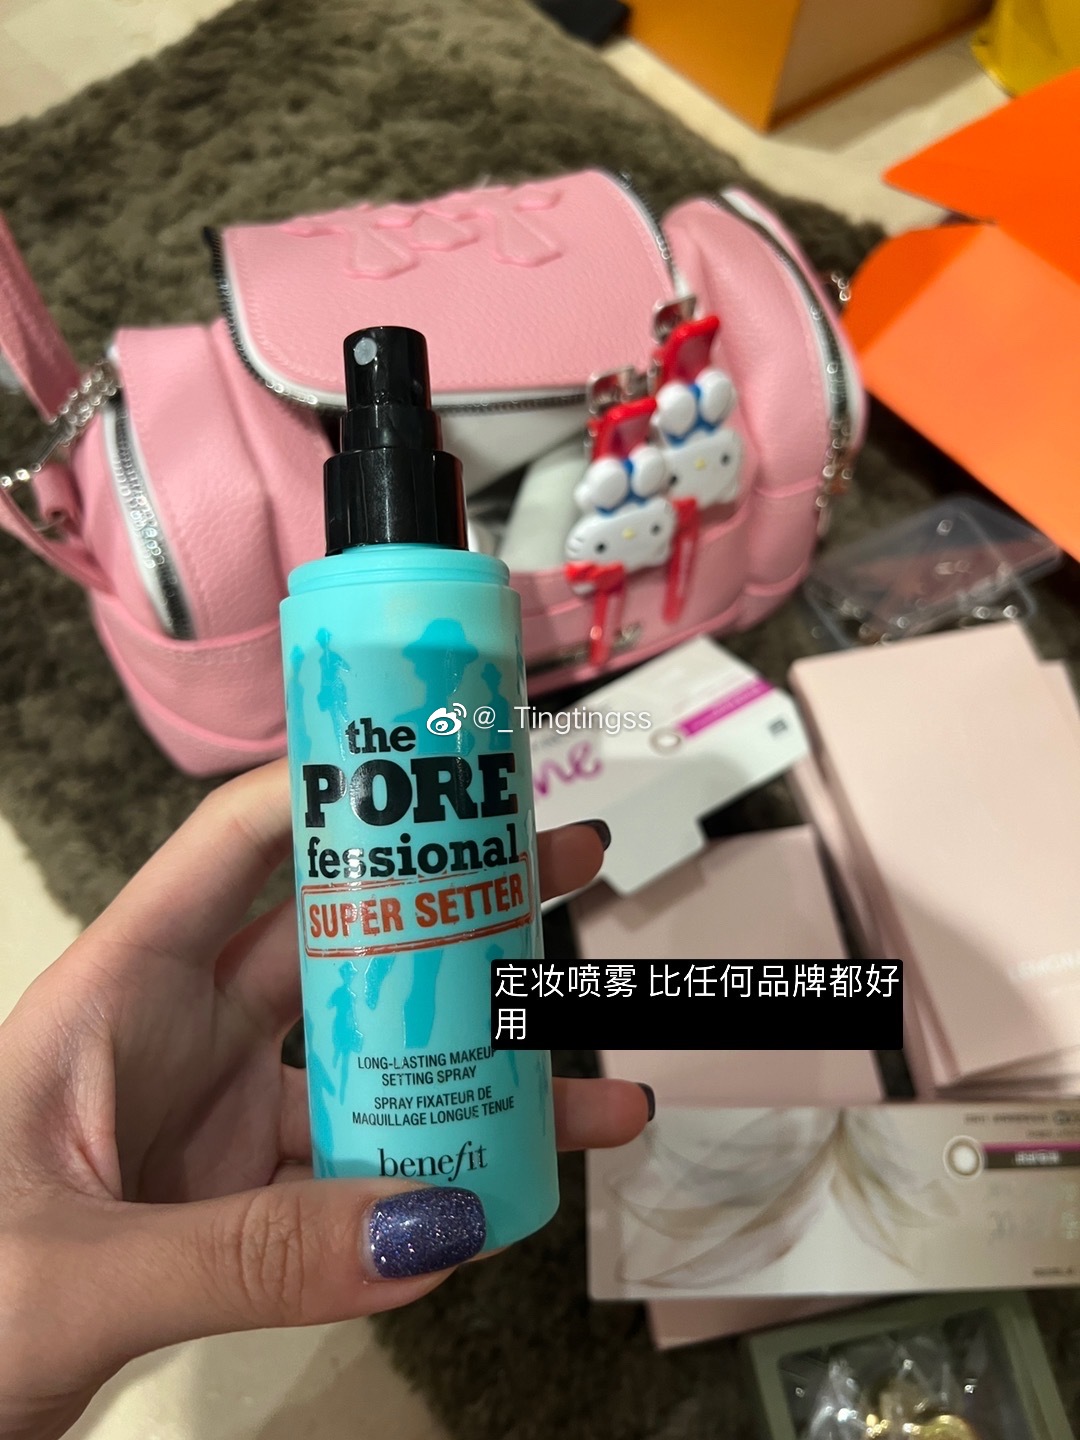 @_Tingtingss
the
PORE
fessional
SUPER SETTER
定妆喷雾 比任何品牌都好
用
LONG-LASTING MAKEUP
SETTING SPRAY
SPRAY FIXATEUR DE
MAQUILLAGE LONGUE TENUE
benefit